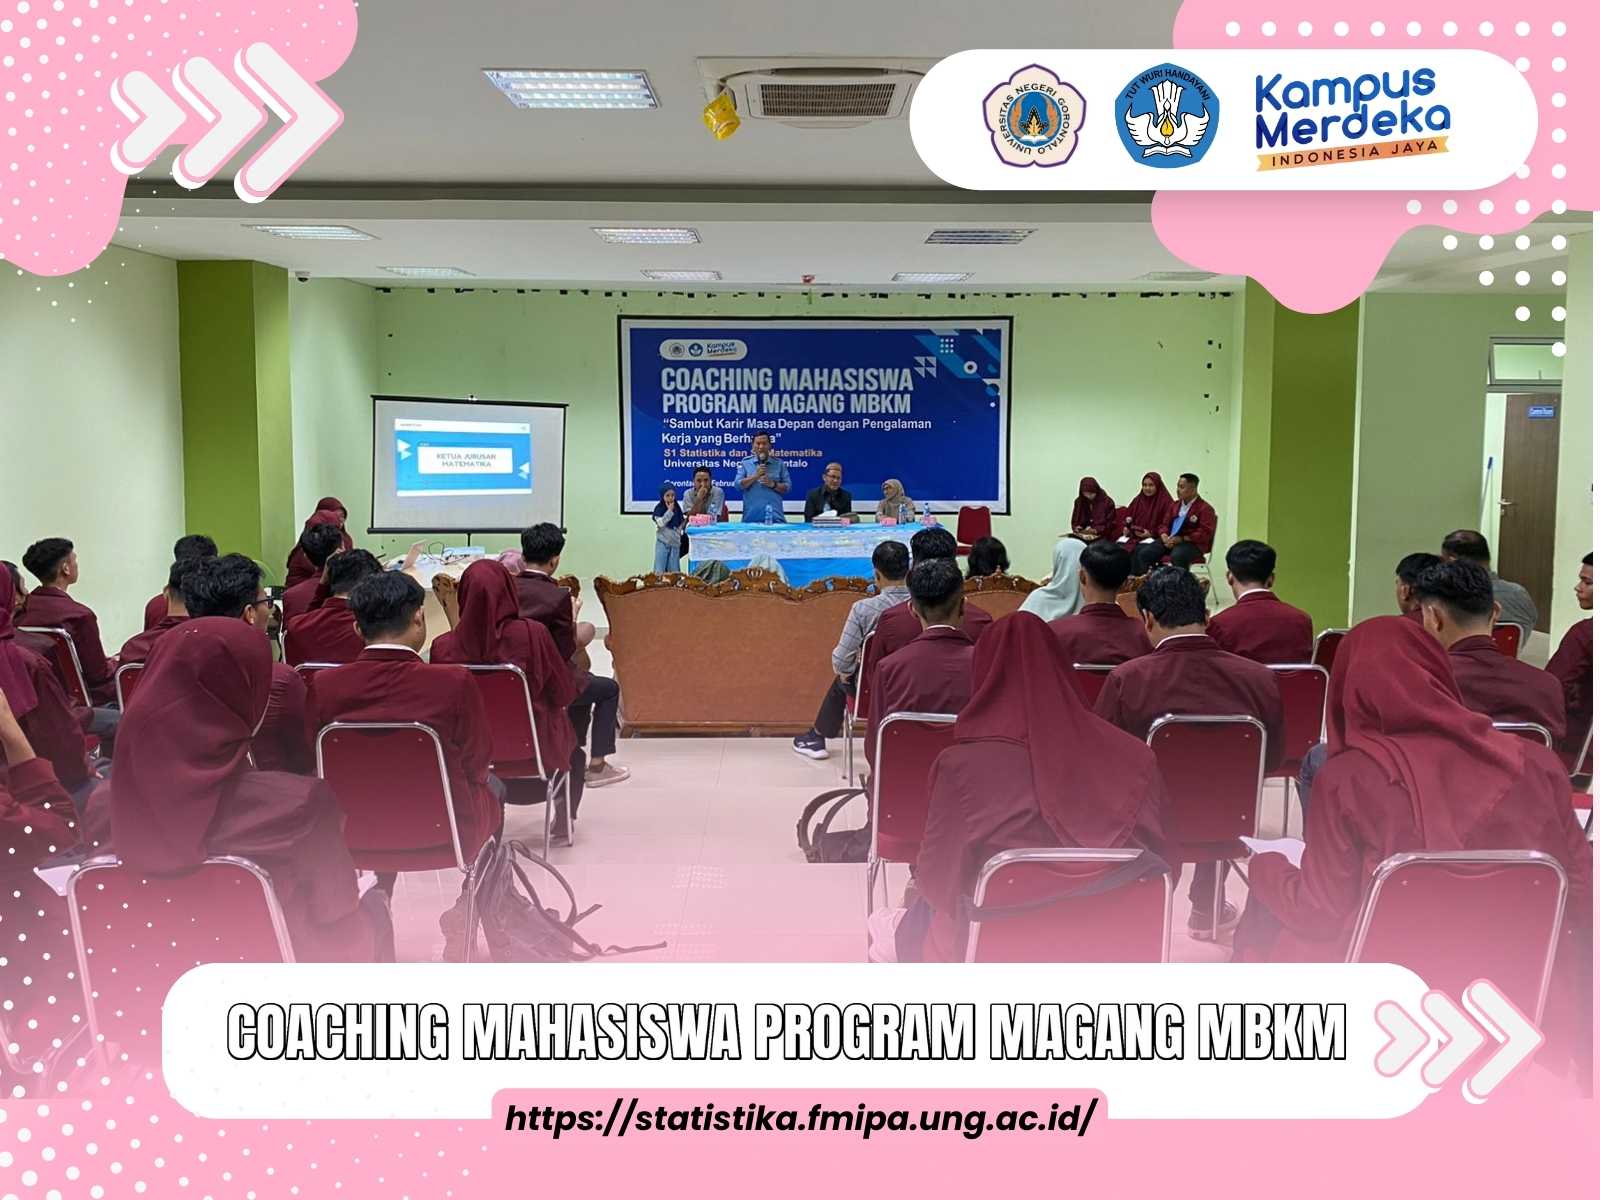 UNIVERSITAS NEGERI GORONTALO
TUT WURI HANDAYANI
Kampus
Merdeka
INDONESIA JAYA
Kampus
Merdeka
COACHING MAHASISWA
PROGRAM MAGANG MBKM
“Sambut Karir Masa Depan dengan Pengalaman
Kerja yang
S1 Statistika dan Matematika
Universitas
KETUA JURUSAN
MATEMATIKA
COACHING MAHASISWA PROGRAM MAGANG MBKM
https://statistika.fmipa.ung.ac.id/